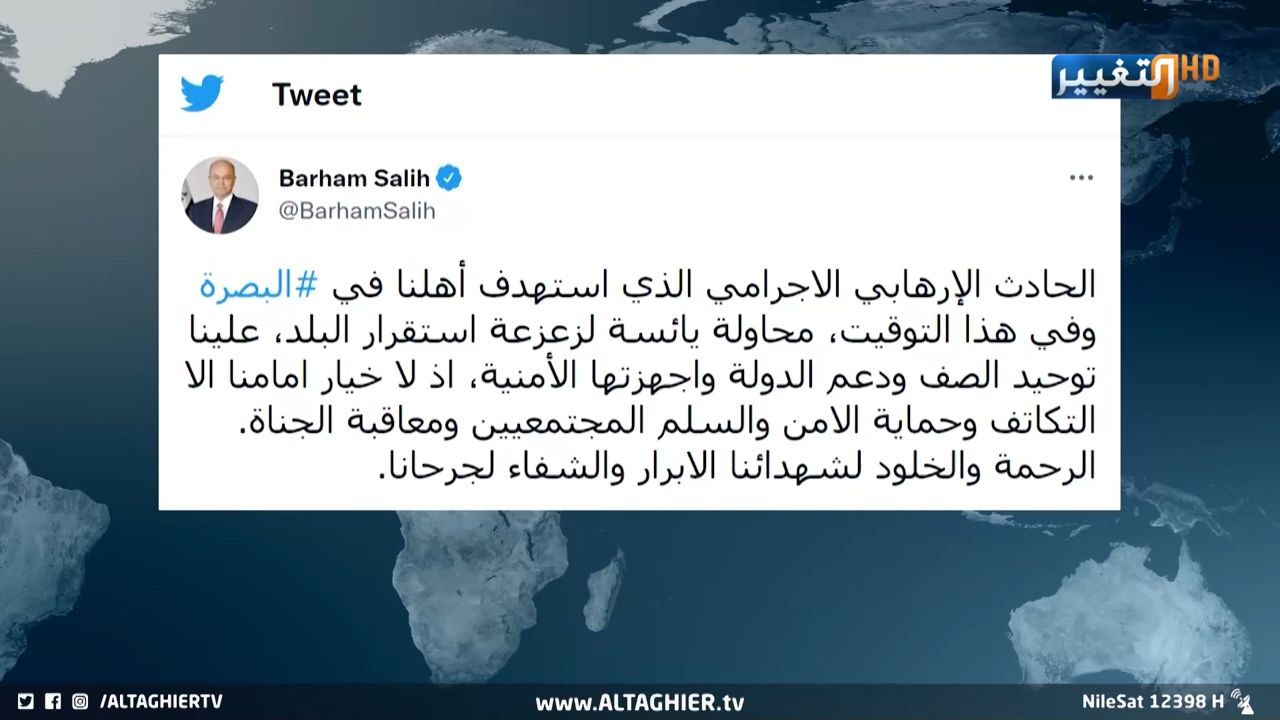 التغيير HD
Tweet
Barham Salih
@BarhamSalih
الحادث الإرهابي الاجرامي الذي استهدف أهلنا في #البصرة
وفي هذا التوقيت، محاولة يائسة لزعزعة استقرار البلد، علينا
توحيد الصف ودعم الدولة واجهزتها الأمنية، اذ لا خيار امامنا الا
التكاتف وحماية الامن والسلم المجتمعيين ومعاقبة الجناة.
الرحمة والخلود لشهدائنا الابرار والشفاء لجرحانا.
/ALTAGHIERTV www.ALTAGHIER.tv NileSat 12398 H